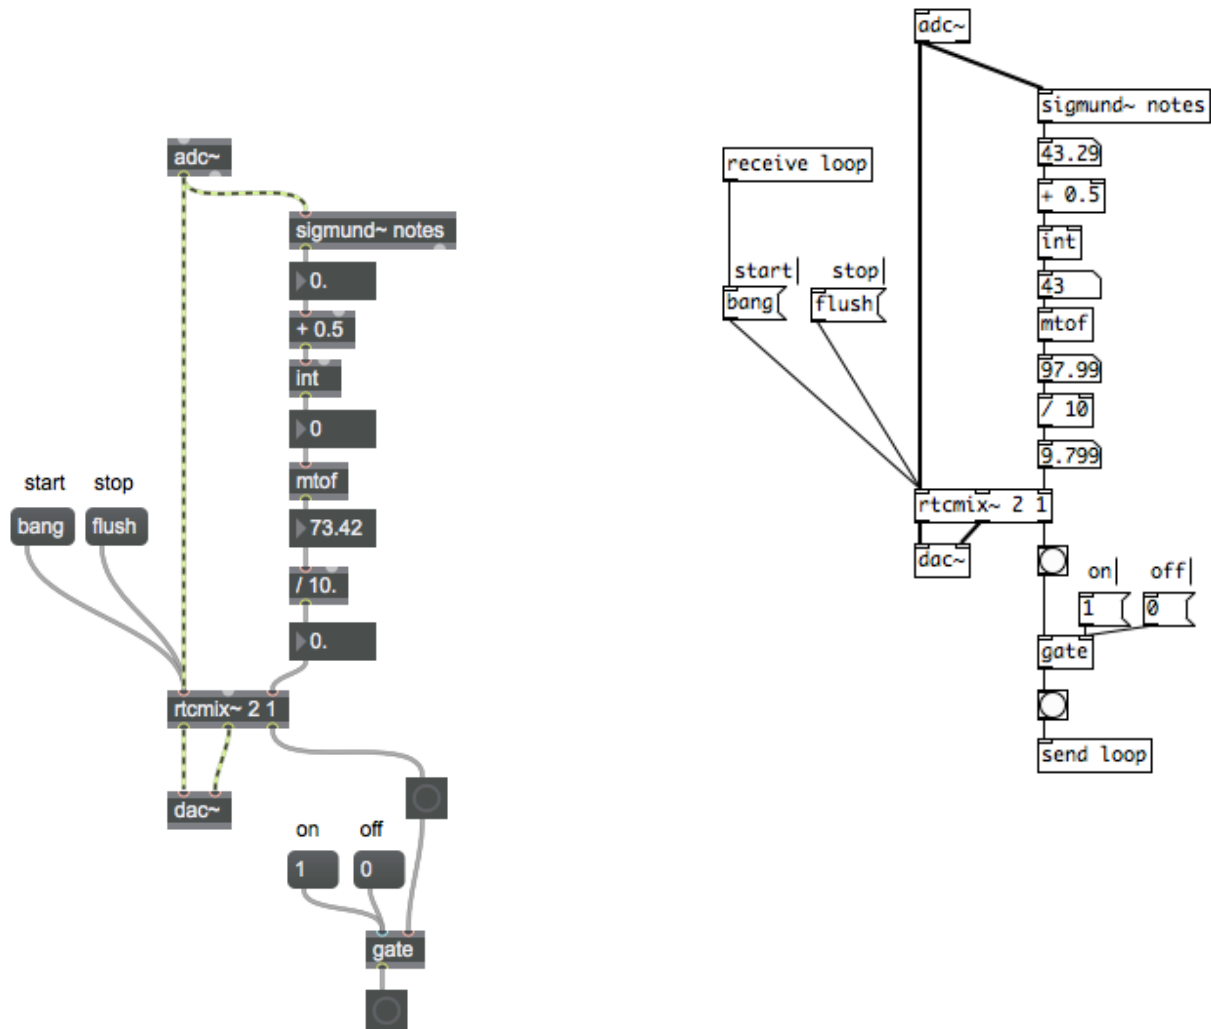 adc~
sigmund~ notes
0.
+ 0.5
int
0
mtof
73.42
/ 10.
0.
start stop
bang flush
rtcmix~ 2 1
dac~
on off
1 0
gate
adc~
sigmund~ notes
43.29
+ 0.5
int
43
mtof
97.99
/ 10
9.799
receive loop
start stop
bang flush
rtcmix~ 2 1
dac~
on off
1 0
gate
send loop